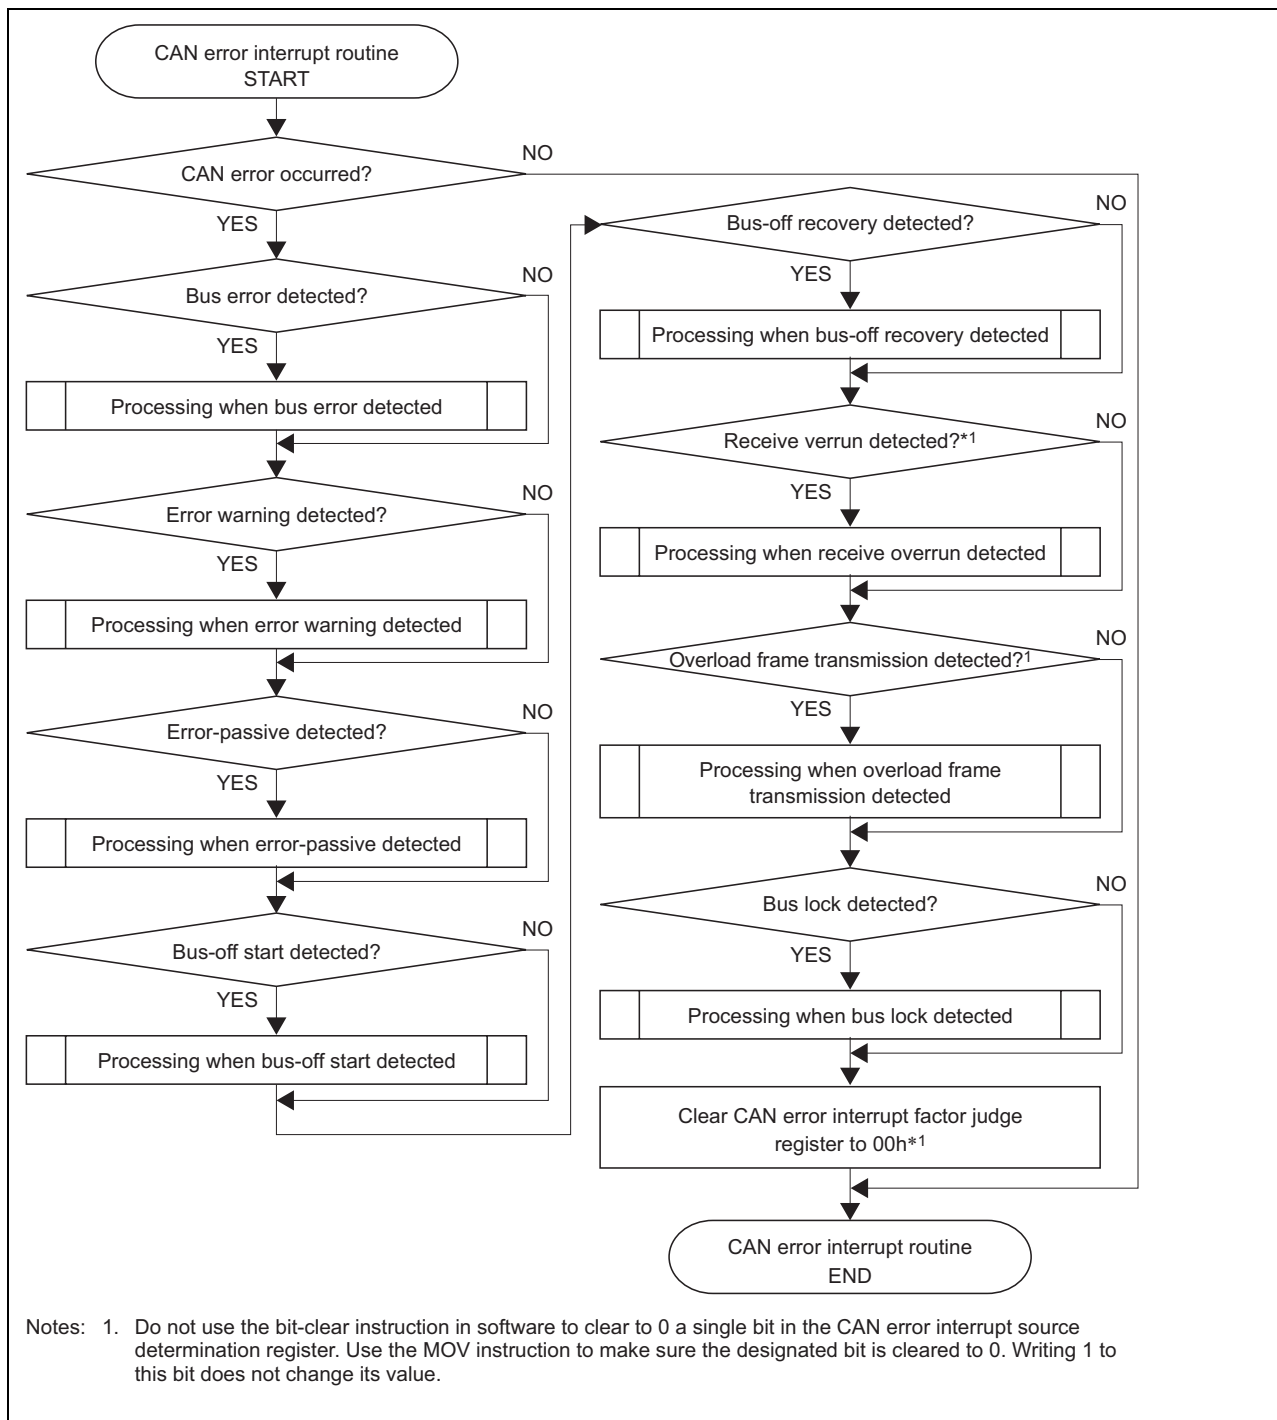 CAN error interrupt routine
START
CAN error occurred?
NO
YES
Bus error detected?
NO
YES
Processing when bus error detected
Error warning detected?
NO
YES
Processing when error warning detected
Error-passive detected?
NO
YES
Processing when error-passive detected
Bus-off start detected?
NO
YES
Processing when bus-off start detected
Bus-off recovery detected?
NO
YES
Processing when bus-off recovery detected
Receive verrun detected?*1
NO
YES
Processing when receive overrun detected
Overload frame transmission detected?1
NO
YES
Processing when overload frame
transmission detected
Bus lock detected?
NO
YES
Processing when bus lock detected
Clear CAN error interrupt factor judge
register to 00h*1
CAN error interrupt routine
END
Notes: 1. Do not use the bit-clear instruction in software to clear to 0 a single bit in the CAN error interrupt source
determination register. Use the MOV instruction to make sure the designated bit is cleared to 0. Writing 1 to
this bit does not change its value.